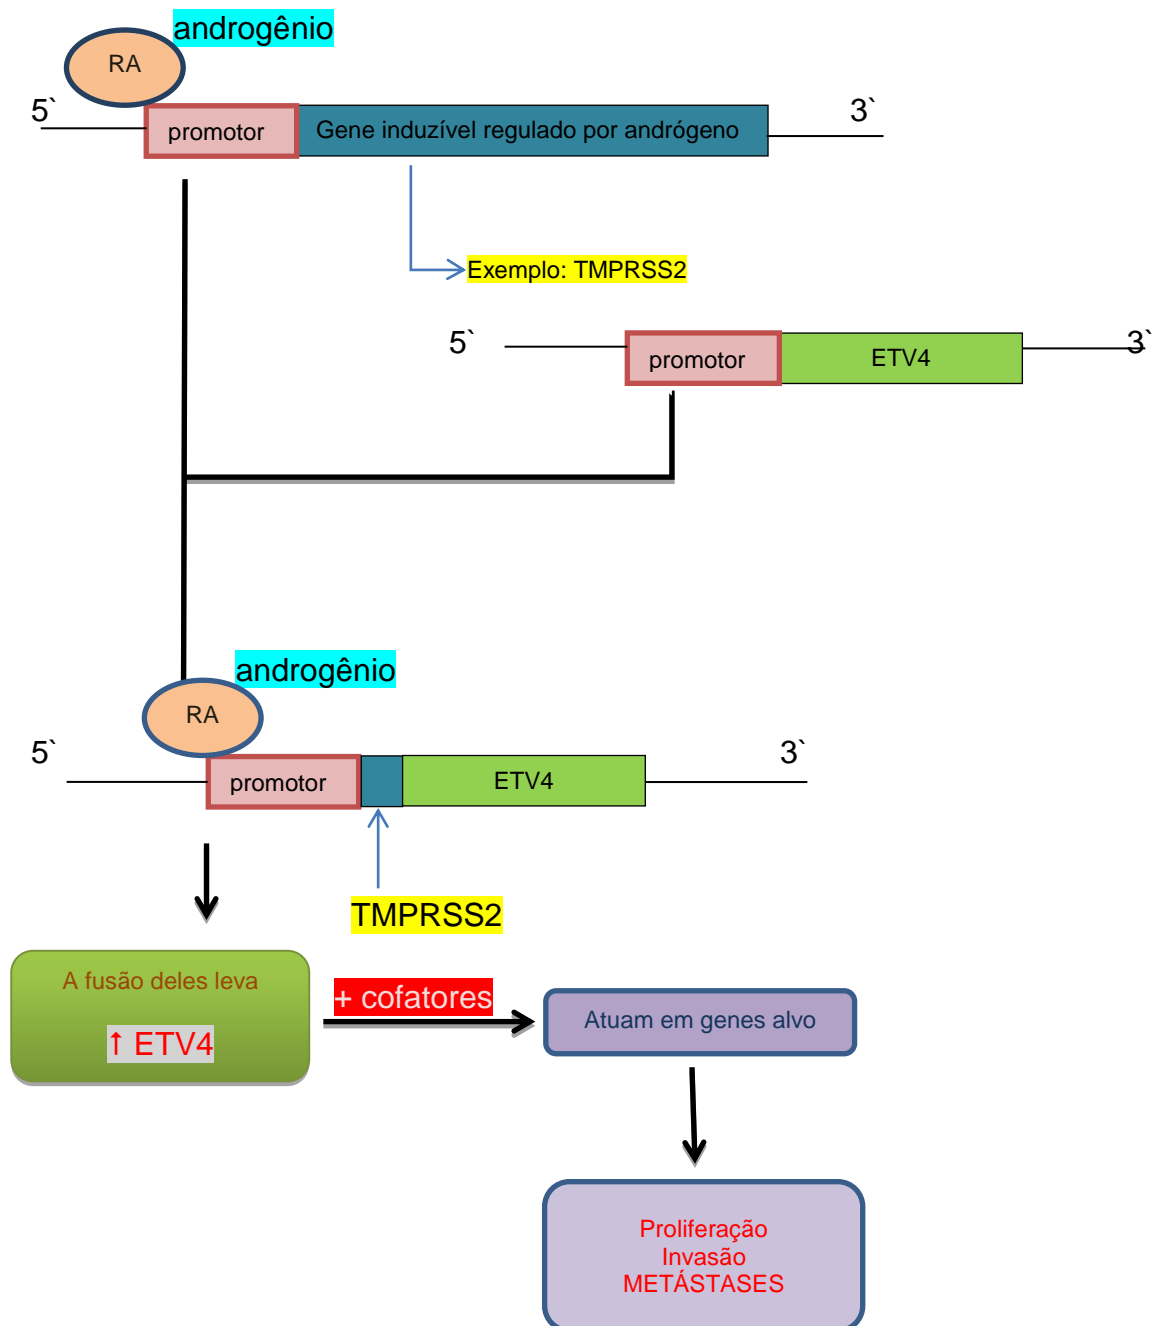 androgênio
RA
5`
3`
promotor
Gene induzível regulado por andrógeno
Exemplo: TMPRSS2
5`
3`
promotor
ETV4
androgênio
RA
5`
3`
promotor
ETV4
TMPRSS2
A fusão deles leva
↑ ETV4
+ cofatores
Atuam em genes alvo
Proliferação
Invasão
METÁSTASES